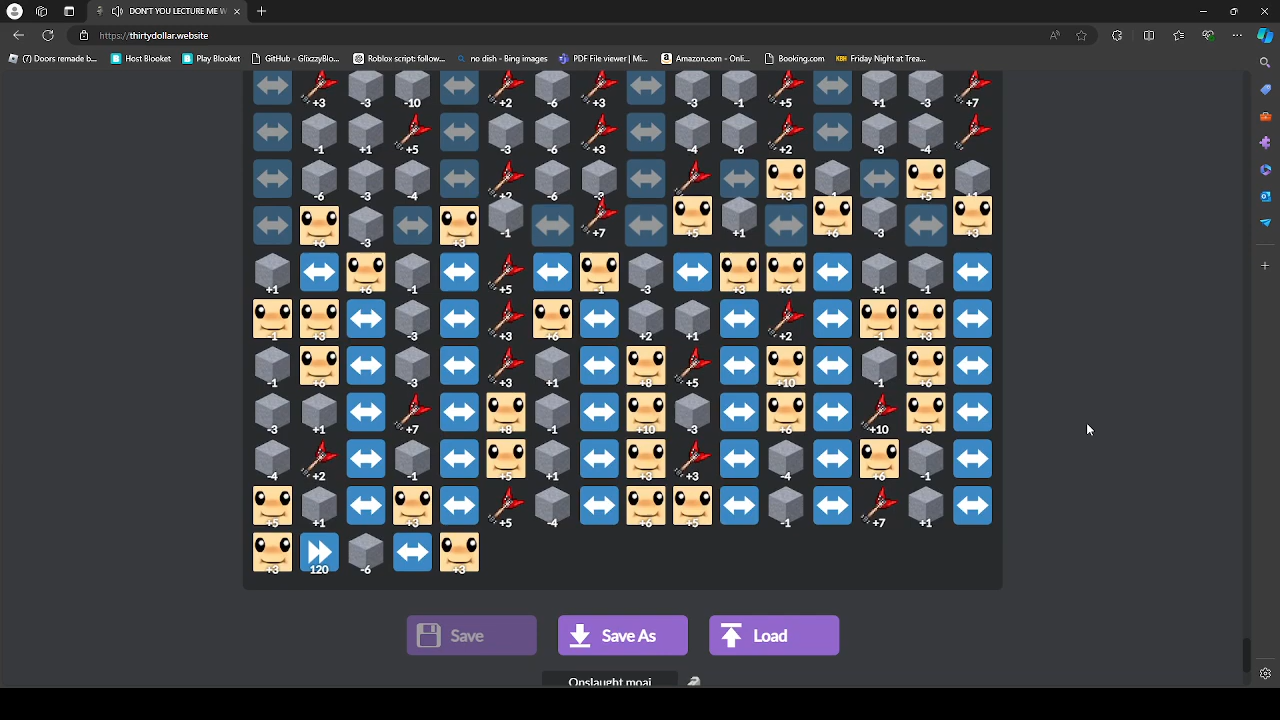 DON'T YOU LECTURE ME W
https://thirtydollar.website
(7) Doors remade b... Host Blooket Play Blooket GitHub - GlizzyBlo... Roblox script: follow... no dish - Bing images PDF File viewer | Mi... Amazon.com - Onli... Booking.com Friday Night at Trea...
+3 -3 -10 +2 -6 +3 -3 -1 +5 +1 -3 +7
-1 +1 +5 -3 -6 +3 -4 -6 +2 -3 -4
-6 -3 -4 +2 -6 -3 +3 -1 +5 +1
+6 -3 +3 -1 +7 +5 +1 +6 -3 +3
+1 +6 -1 +5 -1 -3 +3 +6 +1 -1
-1 +3 -3 +3 +6 +2 +1 +2 -1 +3
-1 +6 -3 +3 +1 +8 +5 +10 -1 +6
-3 +1 +7 +8 -1 +10 -3 +6 +10 +3
-4 +2 -1 +5 +1 +3 +3 -4 +6 -1
+5 +1 +3 +5 -4 +6 +5 -1 +7 +1
+3 120 -6 +3
Save Save As Load
Onslaught moai